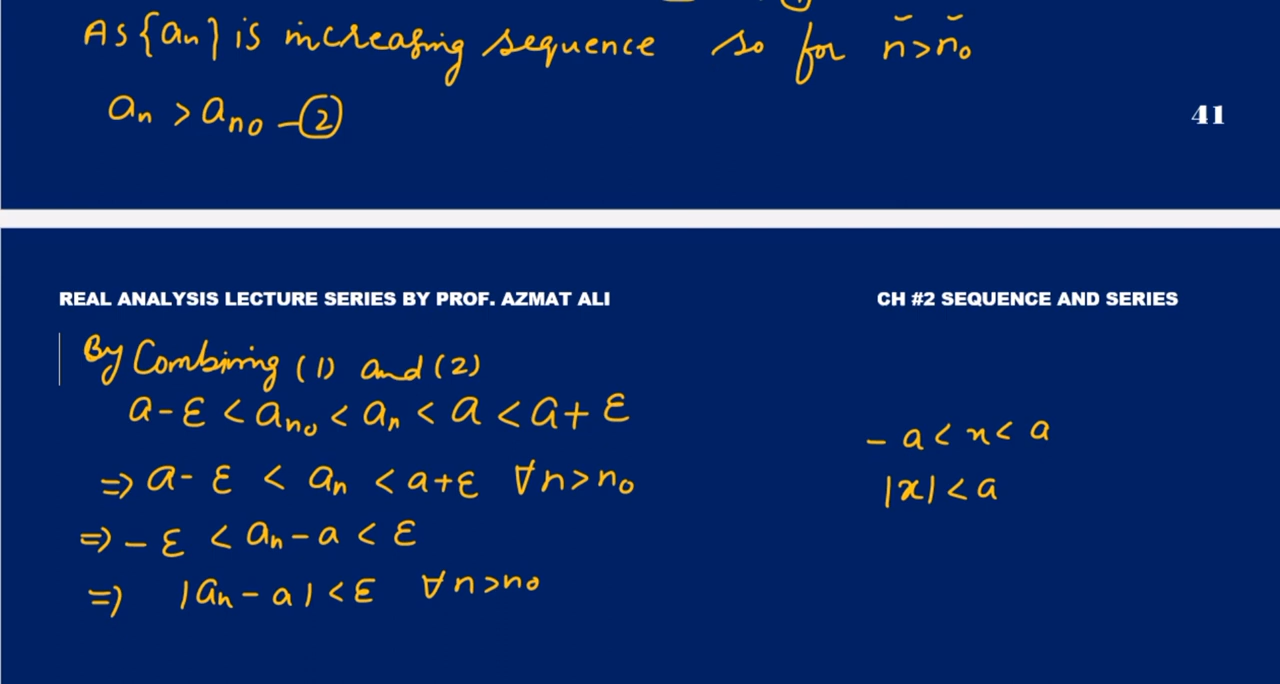 As {an} is increasing sequence so for n>n₀
an > an₀ -②
41
REAL ANALYSIS LECTURE SERIES BY PROF. AZMAT ALI
CH #2 SEQUENCE AND SERIES
By Combining (1) and (2)
a-ε < an₀ < an < a < a+ε
=> a-ε < an < a+ε ∀n>n₀
- a < x < a
|x| < a
=> -ε < an-a < ε
=> |an-a| < ε ∀n>n₀